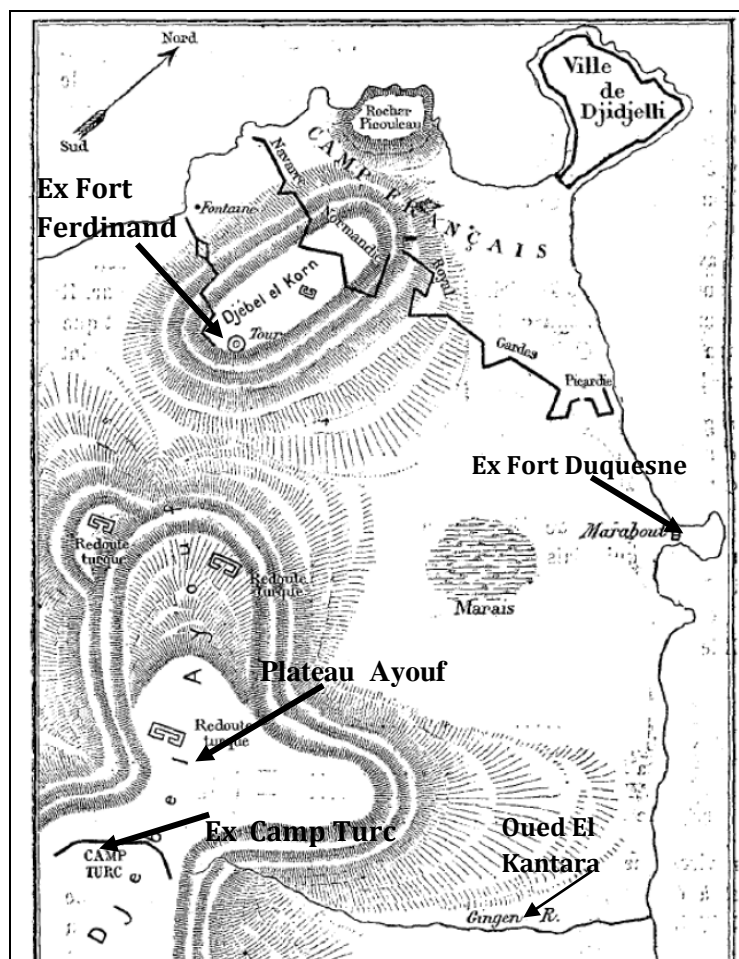 Nord
Sud
Ville
de
Djidjelli
Rocher
Picouleau
CAMP FRANÇAIS
Ex Fort
Ferdinand
Fontaine
Navarre
Normandie
Royal
Djebel el Korn
Tour
Gardes
Picardie
Ex Fort Duquesne
Marabout
Redoute
turque
Redoute
turque
Marais
Plateau Ayouf
Redoute
turque
Djebel Ayouf
Ex Camp Turc
CAMP
TURC
Oued El
Kantara
Gingen R.